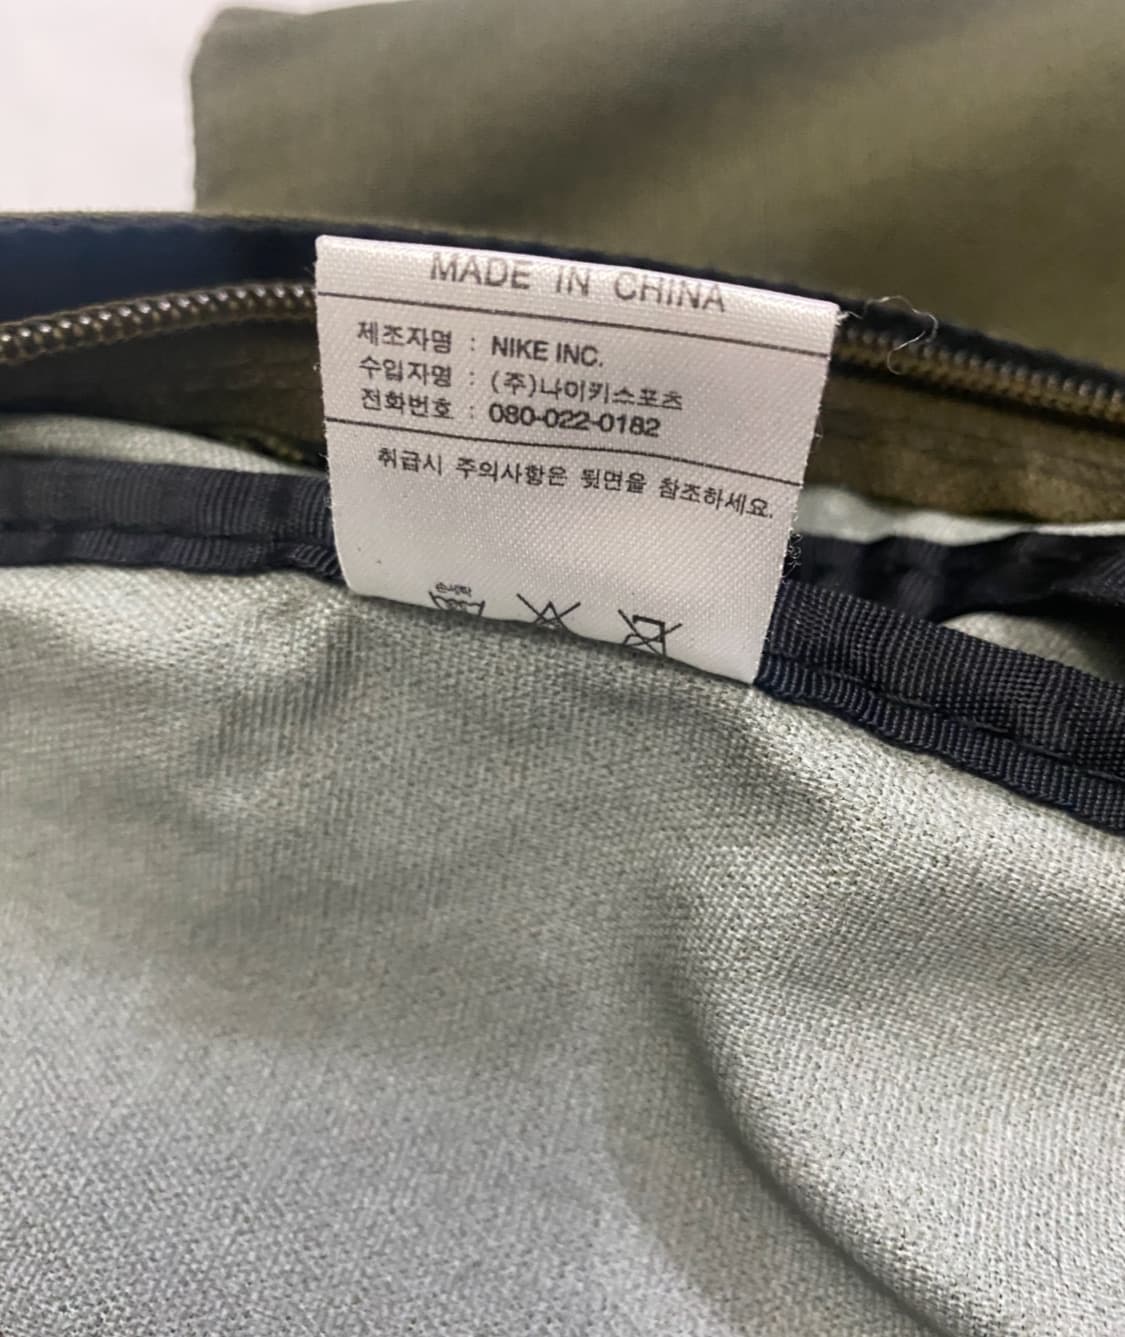 MADE IN CHINA
제조자명 : NIKE INC.
수입자명 : (주)나이키스포츠
전화번호 : 080-022-0182
취급시 주의사항은 뒷면을 참조하세요.
손세탁